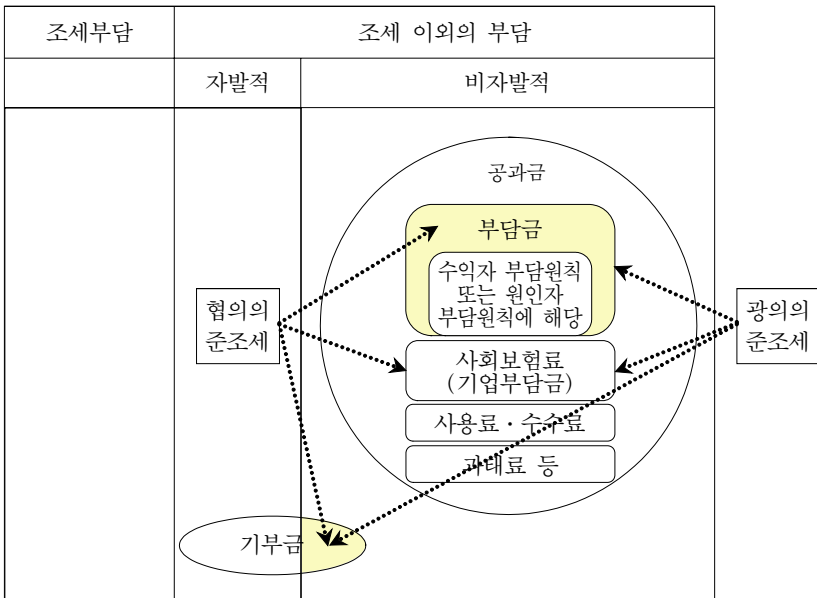 조세부담
조세 이외의 부담
자발적
비자발적
공과금
부담금
수익자 부담원칙
또는 원인자
부담원칙에 해당
협의의
준조세
광의의
준조세
사회보험료
(기업부담금)
사용료·수수료
과태료 등
기부금